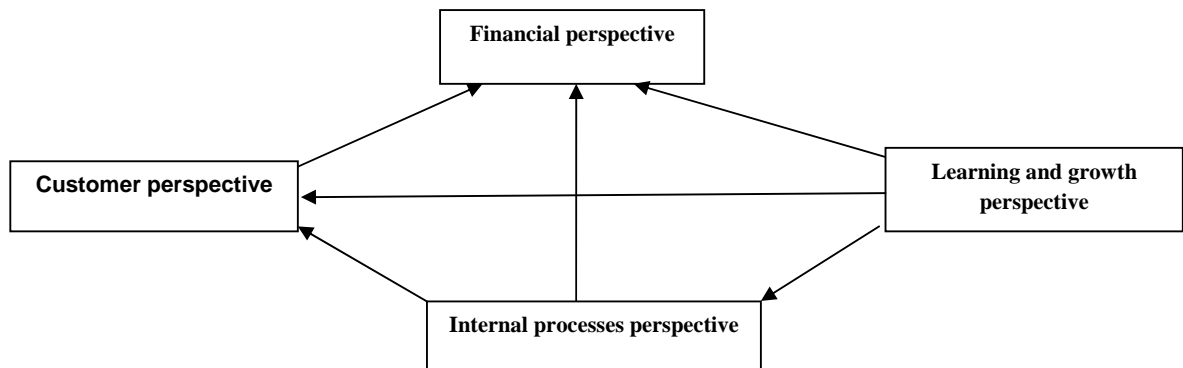 Financial perspective
Customer perspective
Learning and growth
perspective
Internal processes perspective